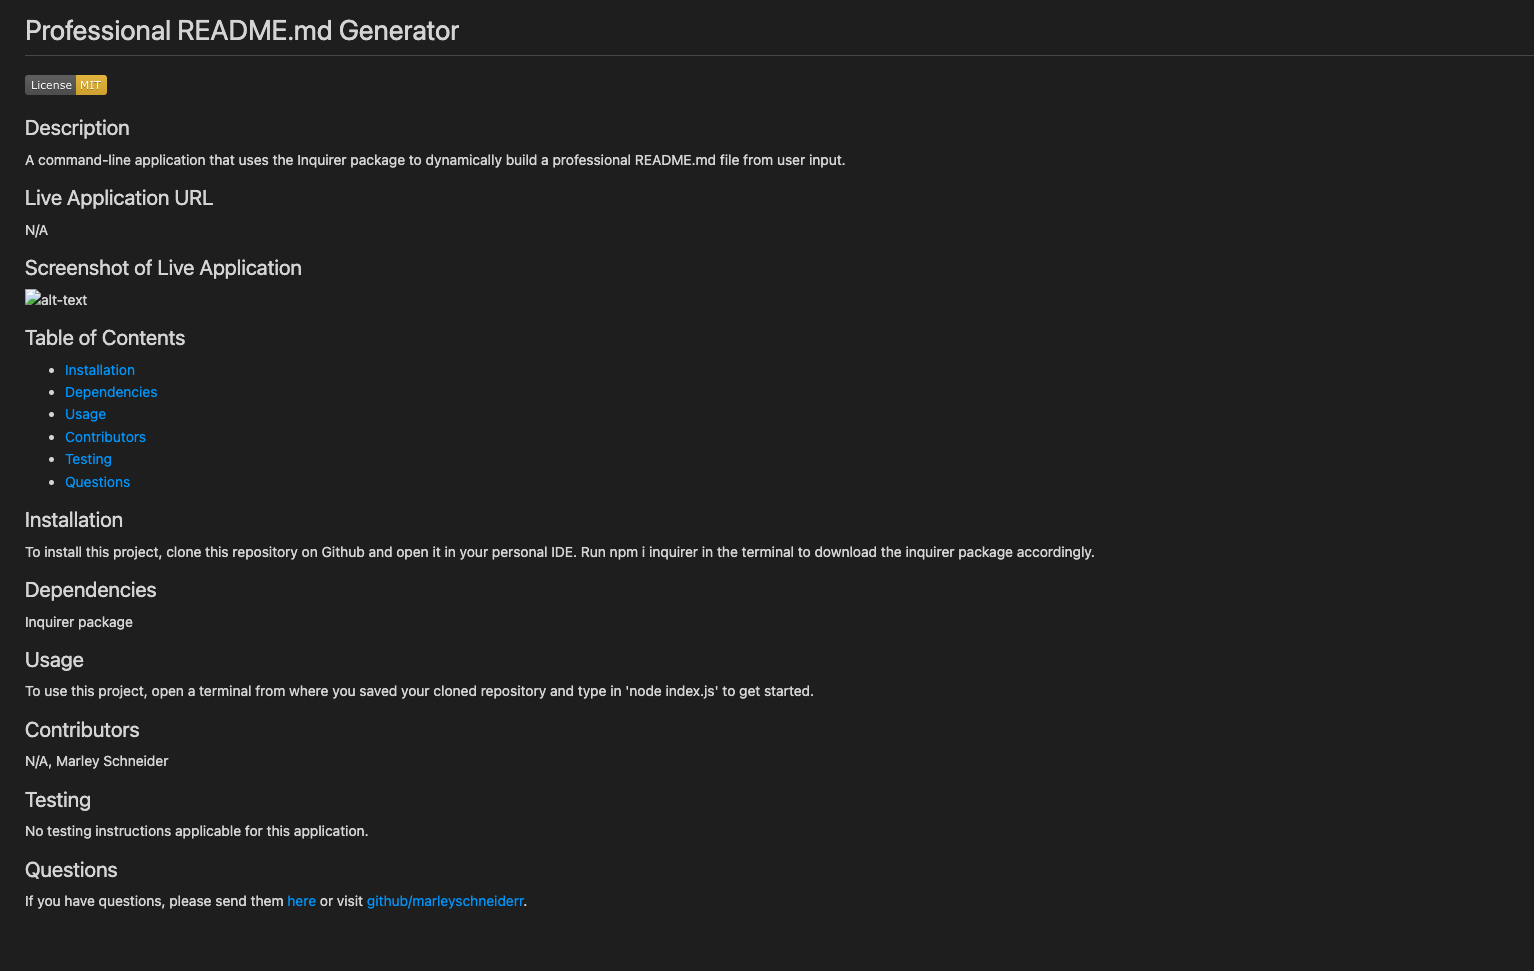 Professional README.md Generator
License MIT
Description
A command-line application that uses the Inquirer package to dynamically build a professional README.md file from user input.
Live Application URL
N/A
Screenshot of Live Application
alt-text
Table of Contents
Installation
Dependencies
Usage
Contributors
Testing
Questions
Installation
To install this project, clone this repository on Github and open it in your personal IDE. Run npm i inquirer in the terminal to download the inquirer package accordingly.
Dependencies
Inquirer package
Usage
To use this project, open a terminal from where you saved your cloned repository and type in 'node index.js' to get started.
Contributors
N/A, Marley Schneider
Testing
No testing instructions applicable for this application.
Questions
If you have questions, please send them here or visit github/marleyschneiderr.